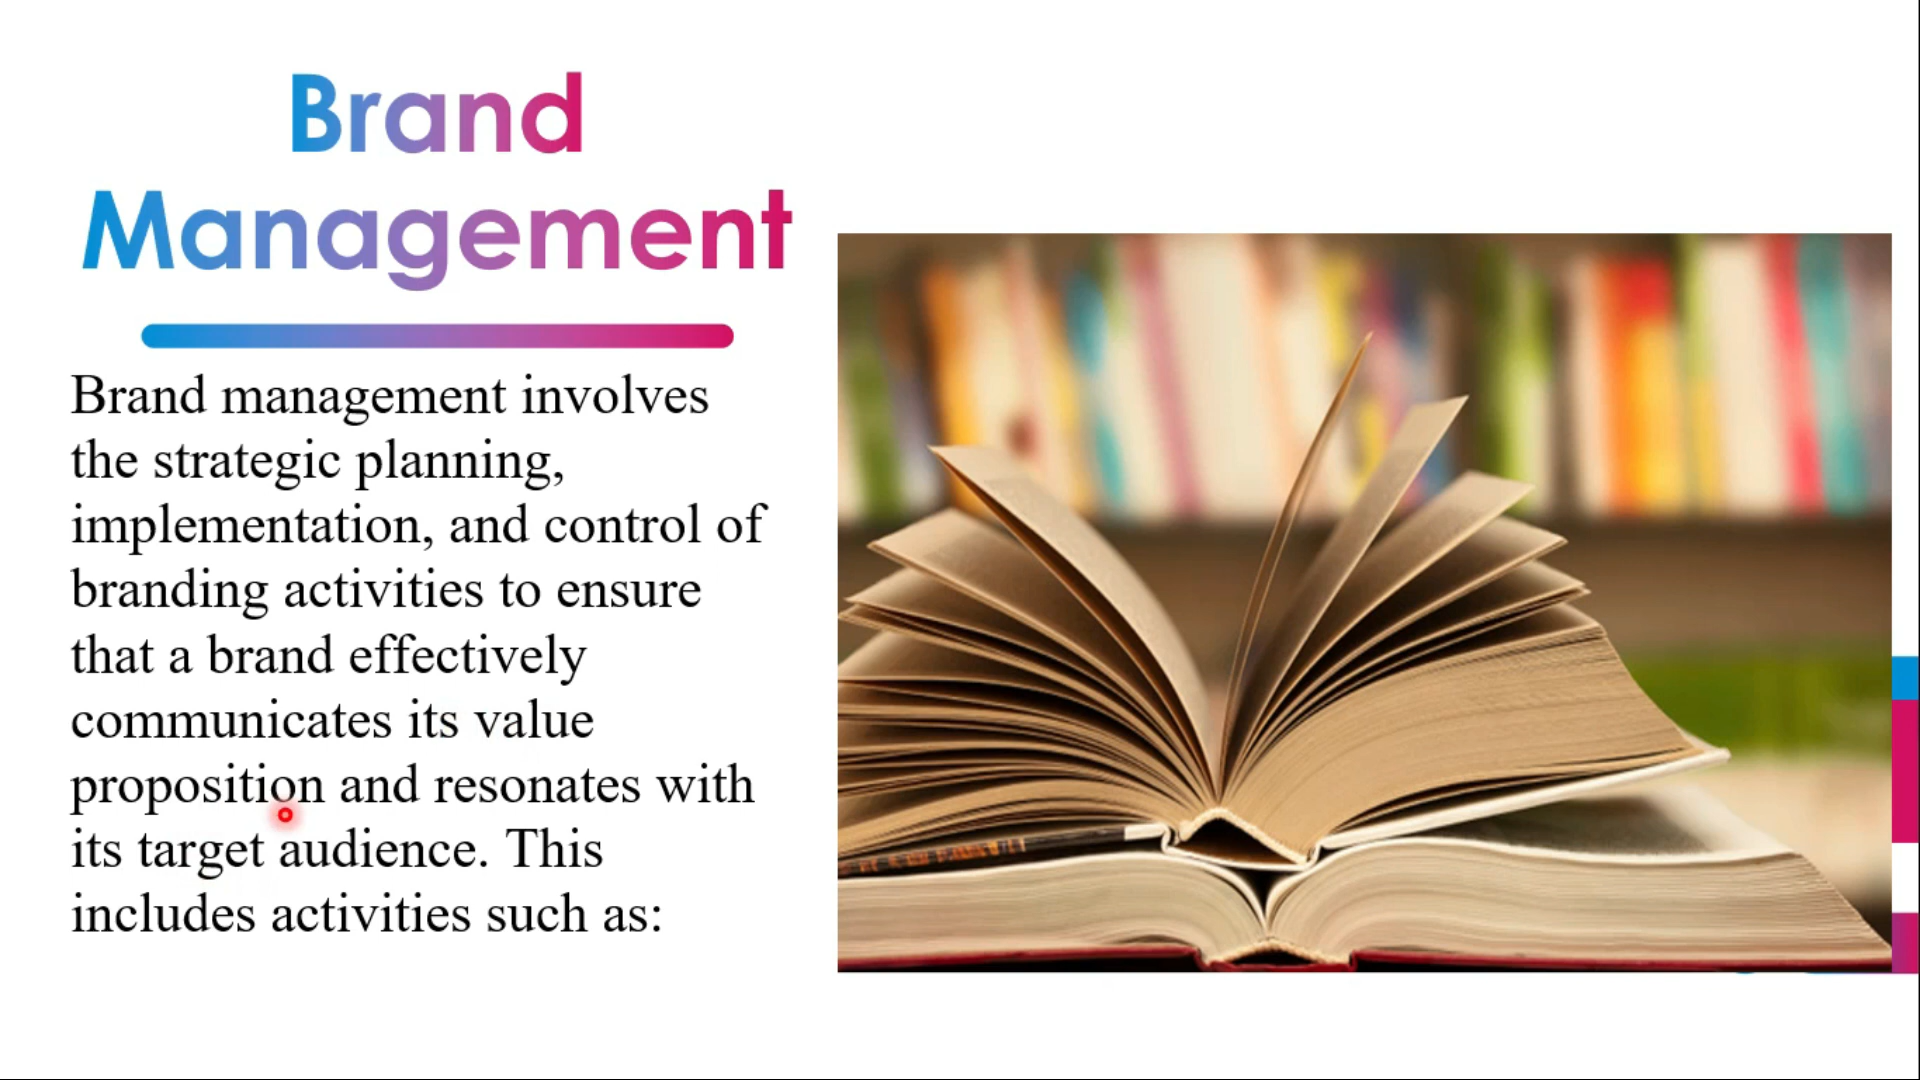 Brand
Management
Brand management involves
the strategic planning,
implementation, and control of
branding activities to ensure
that a brand effectively
communicates its value
proposition and resonates with
its target audience. This
includes activities such as: